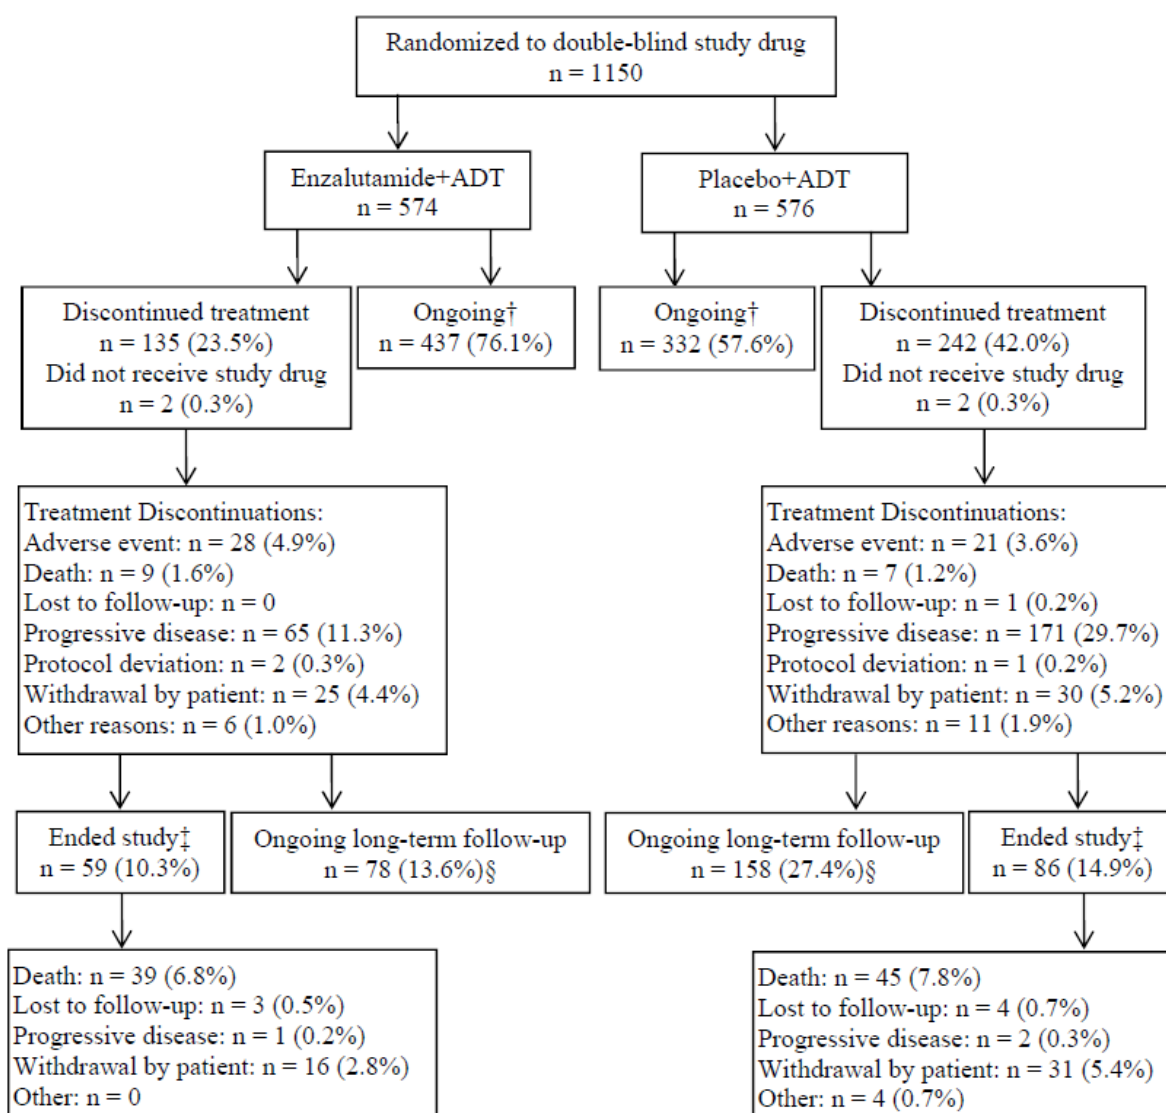 Randomized to double-blind study drug
n = 1150
Enzalutamide+ADT
n = 574
Placebo+ADT
n = 576
Discontinued treatment
n = 135 (23.5%)
Did not receive study drug
n = 2 (0.3%)
Ongoing†
n = 437 (76.1%)
Ongoing†
n = 332 (57.6%)
Discontinued treatment
n = 242 (42.0%)
Did not receive study drug
n = 2 (0.3%)
Treatment Discontinuations:
Adverse event: n = 28 (4.9%)
Death: n = 9 (1.6%)
Lost to follow-up: n = 0
Progressive disease: n = 65 (11.3%)
Protocol deviation: n = 2 (0.3%)
Withdrawal by patient: n = 25 (4.4%)
Other reasons: n = 6 (1.0%)
Treatment Discontinuations:
Adverse event: n = 21 (3.6%)
Death: n = 7 (1.2%)
Lost to follow-up: n = 1 (0.2%)
Progressive disease: n = 171 (29.7%)
Protocol deviation: n = 1 (0.2%)
Withdrawal by patient: n = 30 (5.2%)
Other reasons: n = 11 (1.9%)
Ended study‡
n = 59 (10.3%)
Ongoing long-term follow-up
n = 78 (13.6%)§
Ongoing long-term follow-up
n = 158 (27.4%)§
Ended study‡
n = 86 (14.9%)
Death: n = 39 (6.8%)
Lost to follow-up: n = 3 (0.5%)
Progressive disease: n = 1 (0.2%)
Withdrawal by patient: n = 16 (2.8%)
Other: n = 0
Death: n = 45 (7.8%)
Lost to follow-up: n = 4 (0.7%)
Progressive disease: n = 2 (0.3%)
Withdrawal by patient: n = 31 (5.4%)
Other: n = 4 (0.7%)